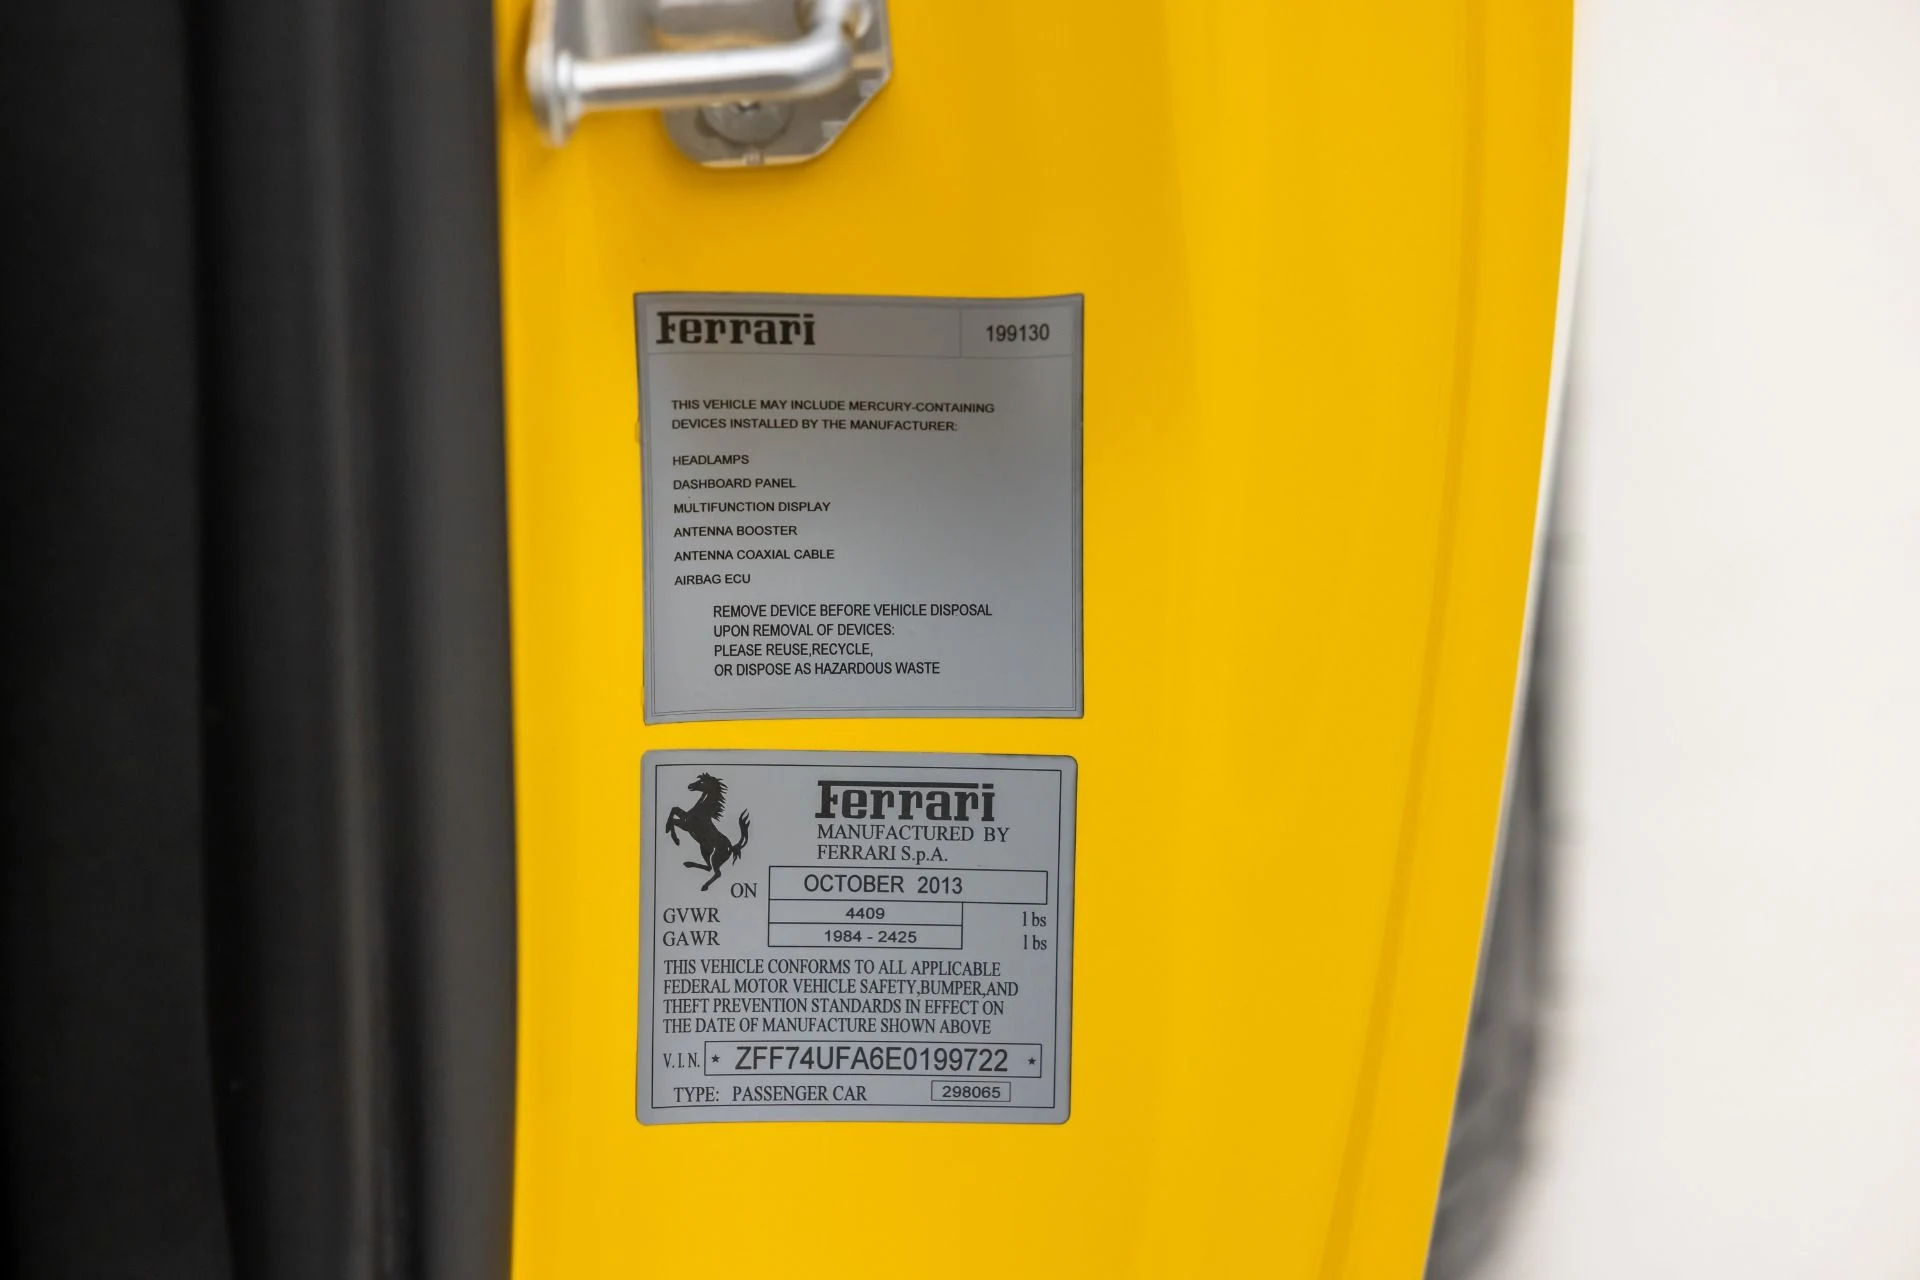 Ferrari 199130
THIS VEHICLE MAY INCLUDE MERCURY-CONTAINING
DEVICES INSTALLED BY THE MANUFACTURER:
HEADLAMPS
DASHBOARD PANEL
MULTIFUNCTION DISPLAY
ANTENNA BOOSTER
ANTENNA COAXIAL CABLE
AIRBAG ECU
REMOVE DEVICE BEFORE VEHICLE DISPOSAL
UPON REMOVAL OF DEVICES:
PLEASE REUSE,RECYCLE,
OR DISPOSE AS HAZARDOUS WASTE
Ferrari
MANUFACTURED BY
FERRARI S.p.A.
ON OCTOBER 2013
GVWR 4409 lbs
GAWR 1984 - 2425 lbs
THIS VEHICLE CONFORMS TO ALL APPLICABLE
FEDERAL MOTOR VEHICLE SAFETY,BUMPER,AND
THEFT PREVENTION STANDARDS IN EFFECT ON
THE DATE OF MANUFACTURE SHOWN ABOVE
V.I.N. * ZFF74UFA6E0199722 *
TYPE: PASSENGER CAR 298065